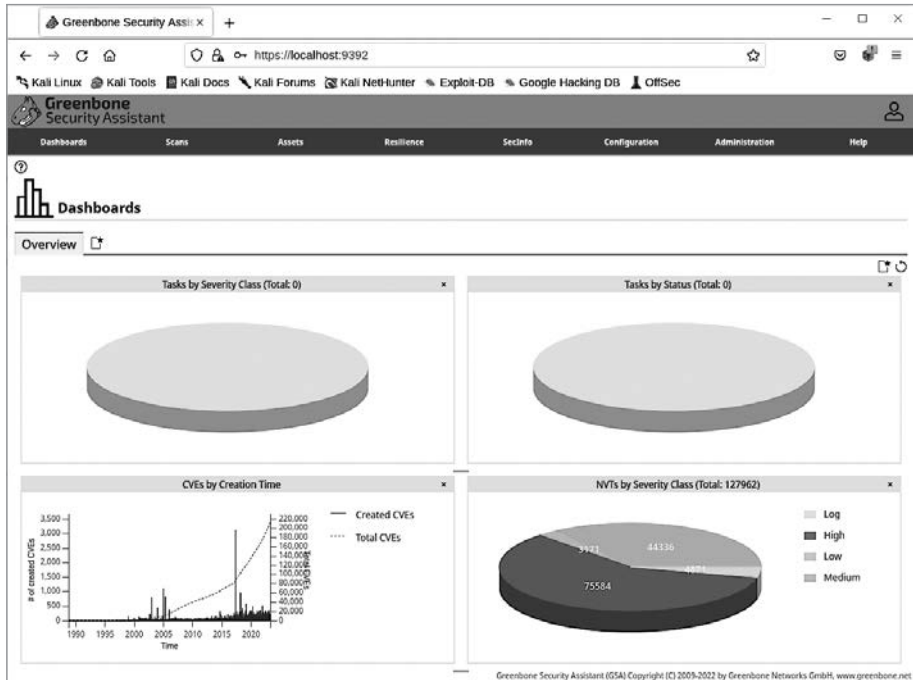 Greenbone Security Assis ×
https://localhost:9392
Kali Linux Kali Tools Kali Docs Kali Forums Kali NetHunter Exploit-DB Google Hacking DB OffSec
Greenbone
Security Assistant
Dashboards Scans Assets Resilience SecInfo Configuration Administration Help
Dashboards
Overview
Tasks by Severity Class (Total: 0) ×
Tasks by Status (Total: 0) ×
CVEs by Creation Time ×
# of created CVEs
3,500
3,000
2,500
2,000
1,500
1,000
500
0
1990 1995 2000 2005 2010 2015 2020
Time
220,000
200,000
180,000
160,000
140,000
120,000
100,000
80,000
60,000
40,000
20,000
0
Created CVEs
Total CVEs
NVTs by Severity Class (Total: 127962) ×
44336
75584
Log
High
Low
Medium
Greenbone Security Assistant (GSA) Copyright (C) 2009-2022 by Greenbone Networks GmbH, www.greenbone.net